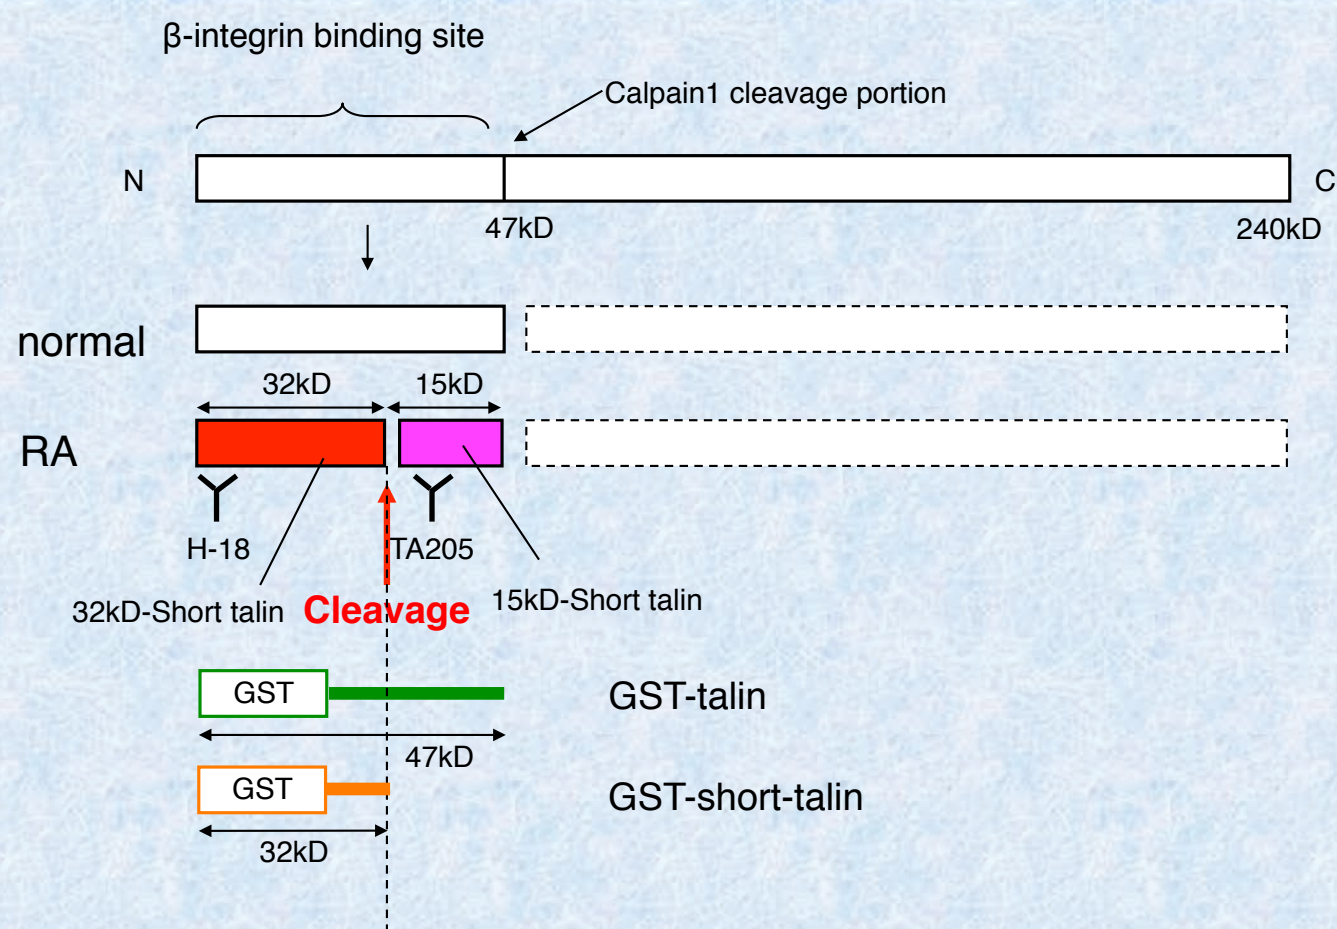 β-integrin binding site
Calpain1 cleavage portion
N
C
47kD
240kD
normal
32kD
15kD
RA
H-18
TA205
32kD-Short talin
Cleavage
15kD-Short talin
GST
GST-talin
47kD
GST
GST-short-talin
32kD